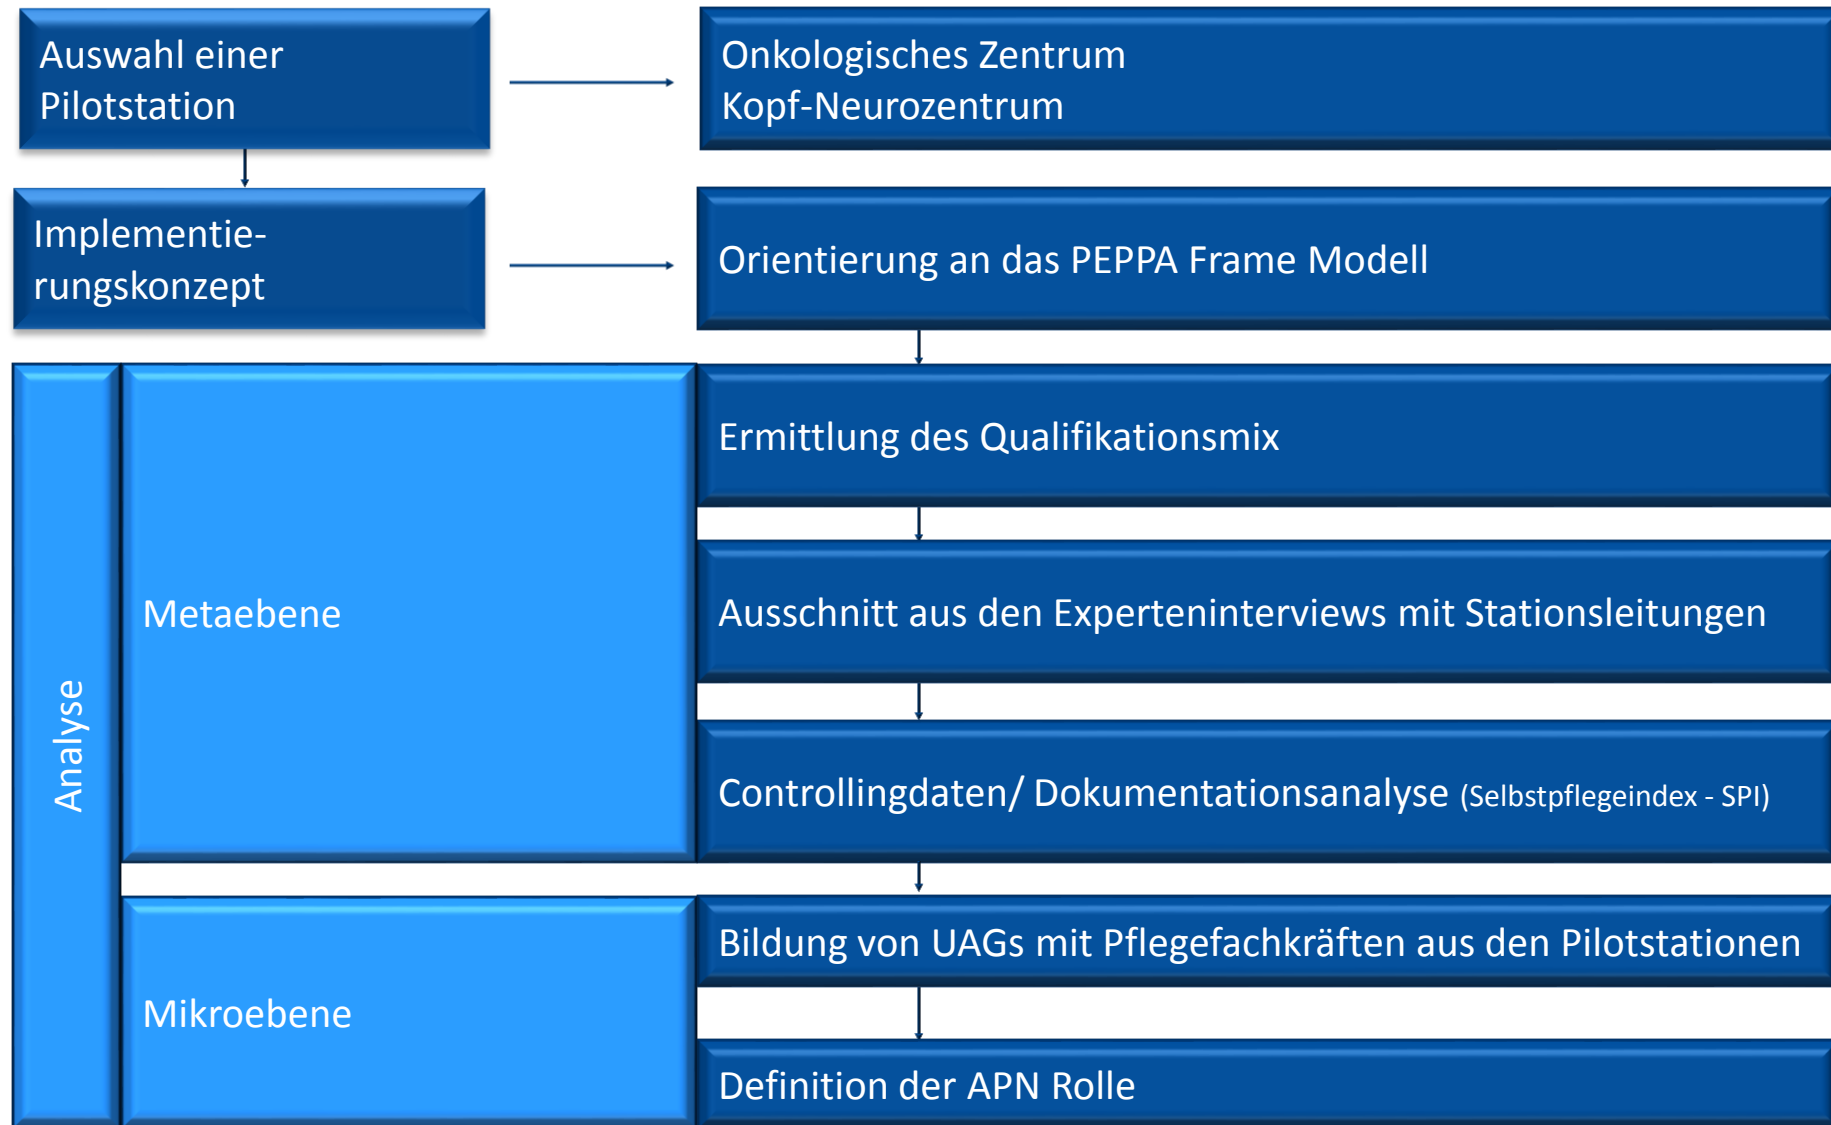 Auswahl einer
Pilotstation
Onkologisches Zentrum
Kopf-Neurozentrum
Implementie-
rungskonzept
Orientierung an das PEPPA Frame Modell
Analyse
Metaebene
Ermittlung des Qualifikationsmix
Ausschnitt aus den Experteninterviews mit Stationsleitungen
Controllingdaten/ Dokumentationsanalyse (Selbstpflegeindex - SPI)
Mikroebene
Bildung von UAGs mit Pflegefachkräften aus den Pilotstationen
Definition der APN Rolle